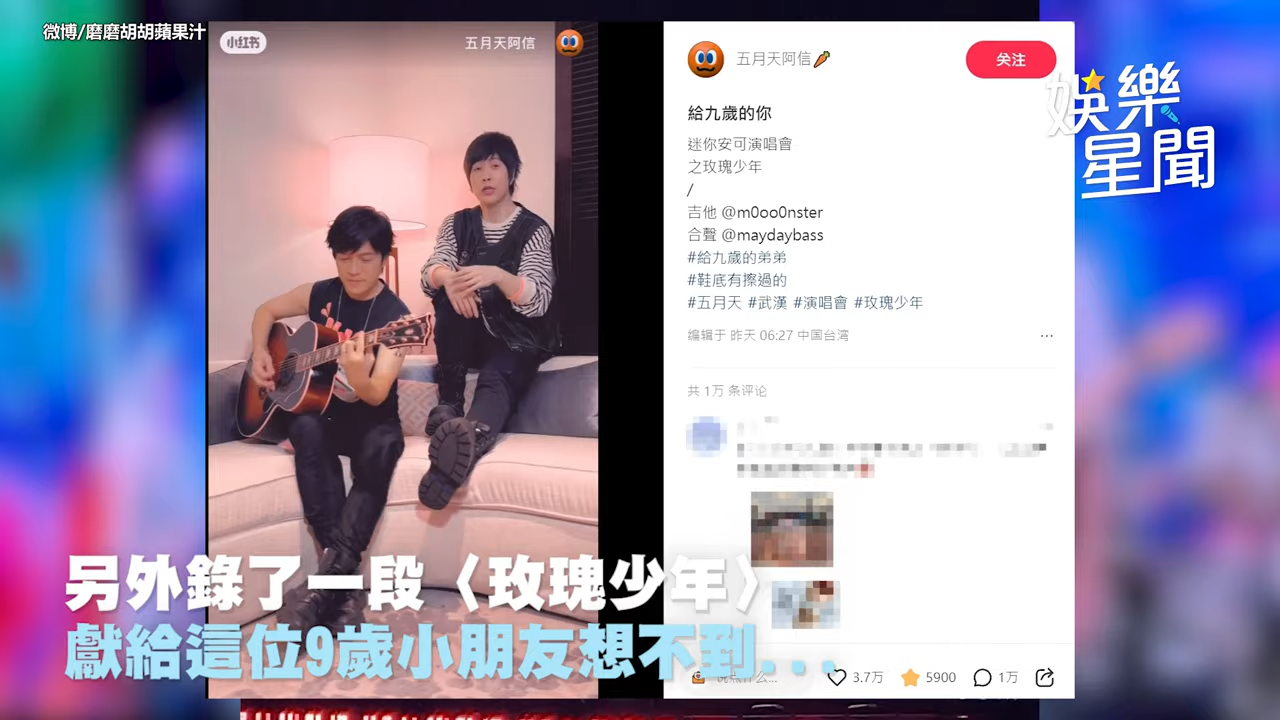 微博/磨磨胡胡蘋果汁
小红书
五月天阿信
五月天阿信
关注
娛樂
星聞
給九歲的你
迷你安可演唱會
之玫瑰少年
/
吉他 @m0oo0nster
合聲 @maydaybass
#給九歲的弟弟
#鞋底有擦過的
#五月天 #武漢 #演唱會 #玫瑰少年
编辑于 昨天 06:27 中国台湾
共 1万 条评论
另外錄了一段〈玫瑰少年〉
獻給這位9歲小朋友想不到...
3.7万
5900
1万